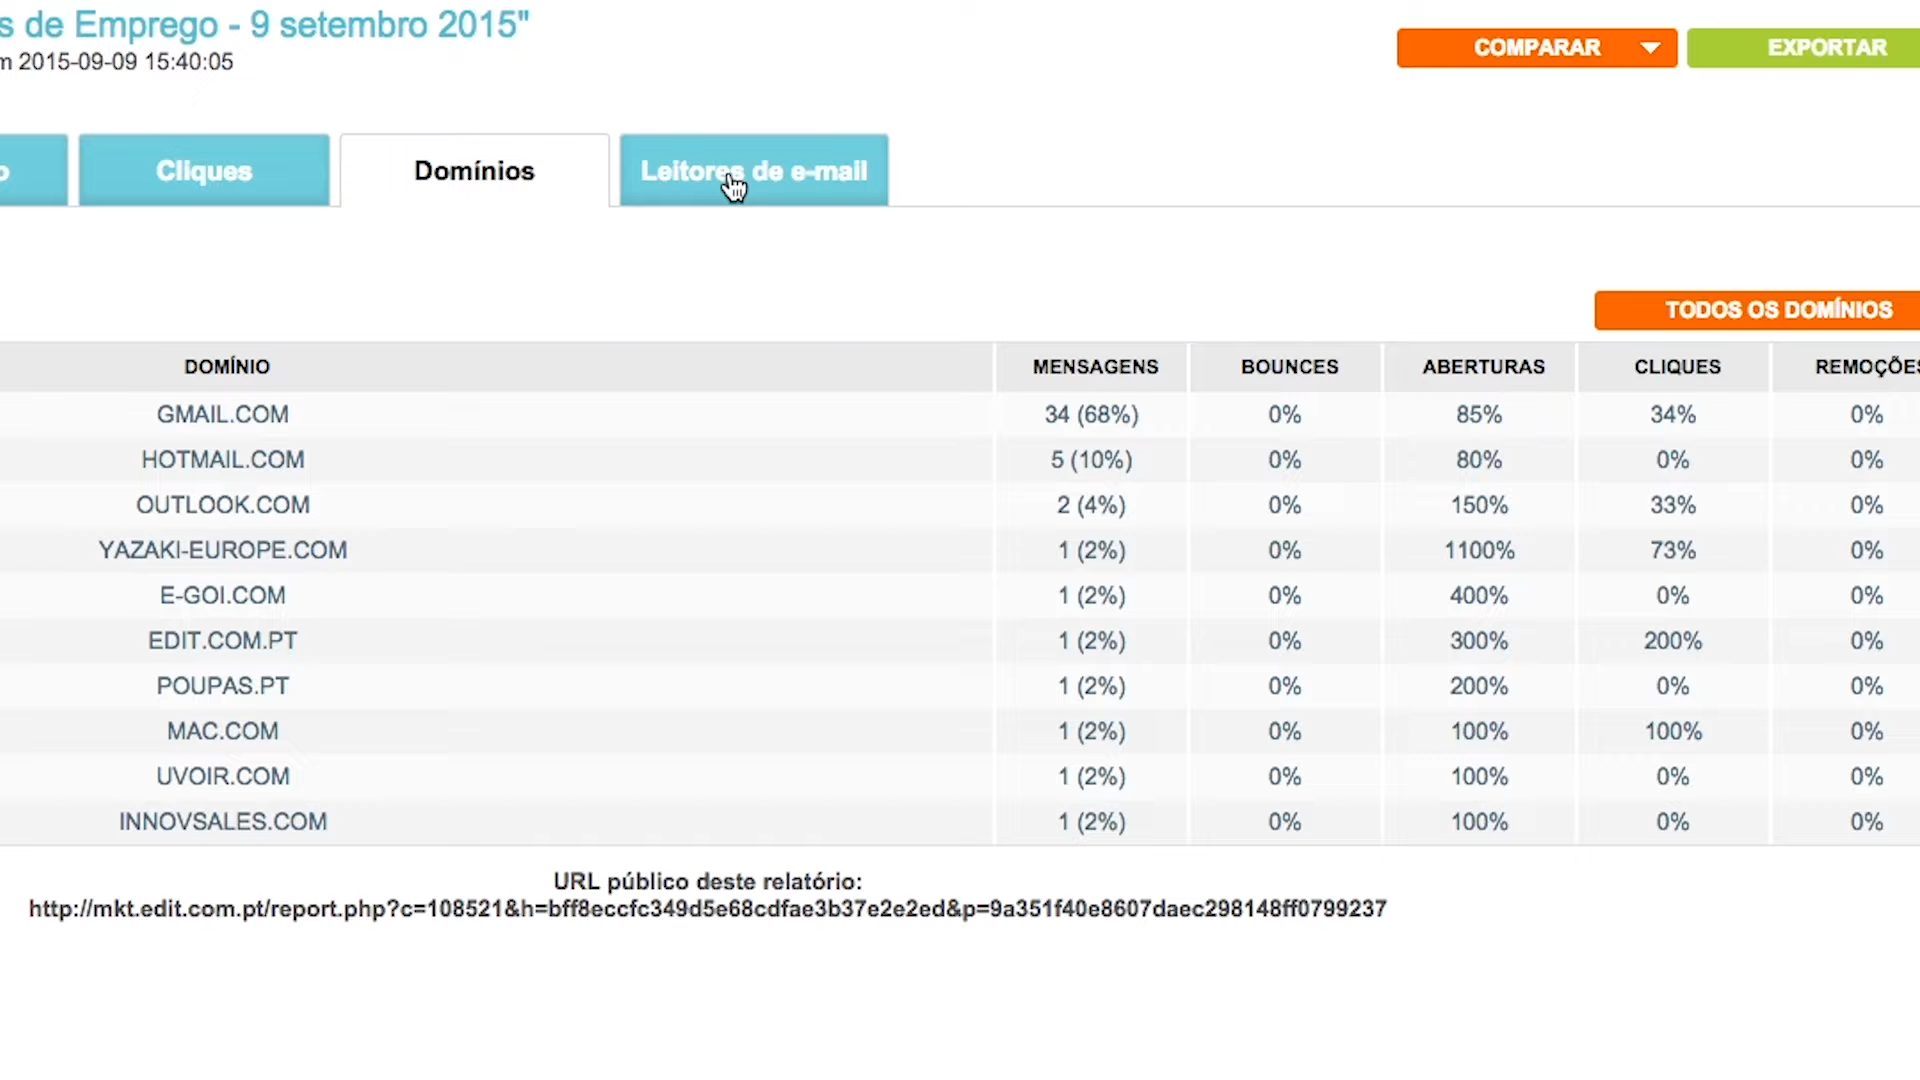 s de Emprego - 9 setembro 2015"
m 2015-09-09 15:40:05
COMPARAR
EXPORTAR
o
Cliques
Domínios
Leitores de e-mail
TODOS OS DOMÍNIOS
DOMÍNIO MENSAGENS BOUNCES ABERTURAS CLIQUES REMOÇÕES
GMAIL.COM 34 (68%) 0% 85% 34% 0%
HOTMAIL.COM 5 (10%) 0% 80% 0% 0%
OUTLOOK.COM 2 (4%) 0% 150% 33% 0%
YAZAKI-EUROPE.COM 1 (2%) 0% 1100% 73% 0%
E-GOI.COM 1 (2%) 0% 400% 0% 0%
EDIT.COM.PT 1 (2%) 0% 300% 200% 0%
POUPAS.PT 1 (2%) 0% 200% 0% 0%
MAC.COM 1 (2%) 0% 100% 100% 0%
UVOIR.COM 1 (2%) 0% 100% 0% 0%
INNOVSALES.COM 1 (2%) 0% 100% 0% 0%
URL público deste relatório:
http://mkt.edit.com.pt/report.php?c=108521&h=bff8eccfc349d5e68cdfae3b37e2e2ed&p=9a351f40e8607daec298148ff0799237